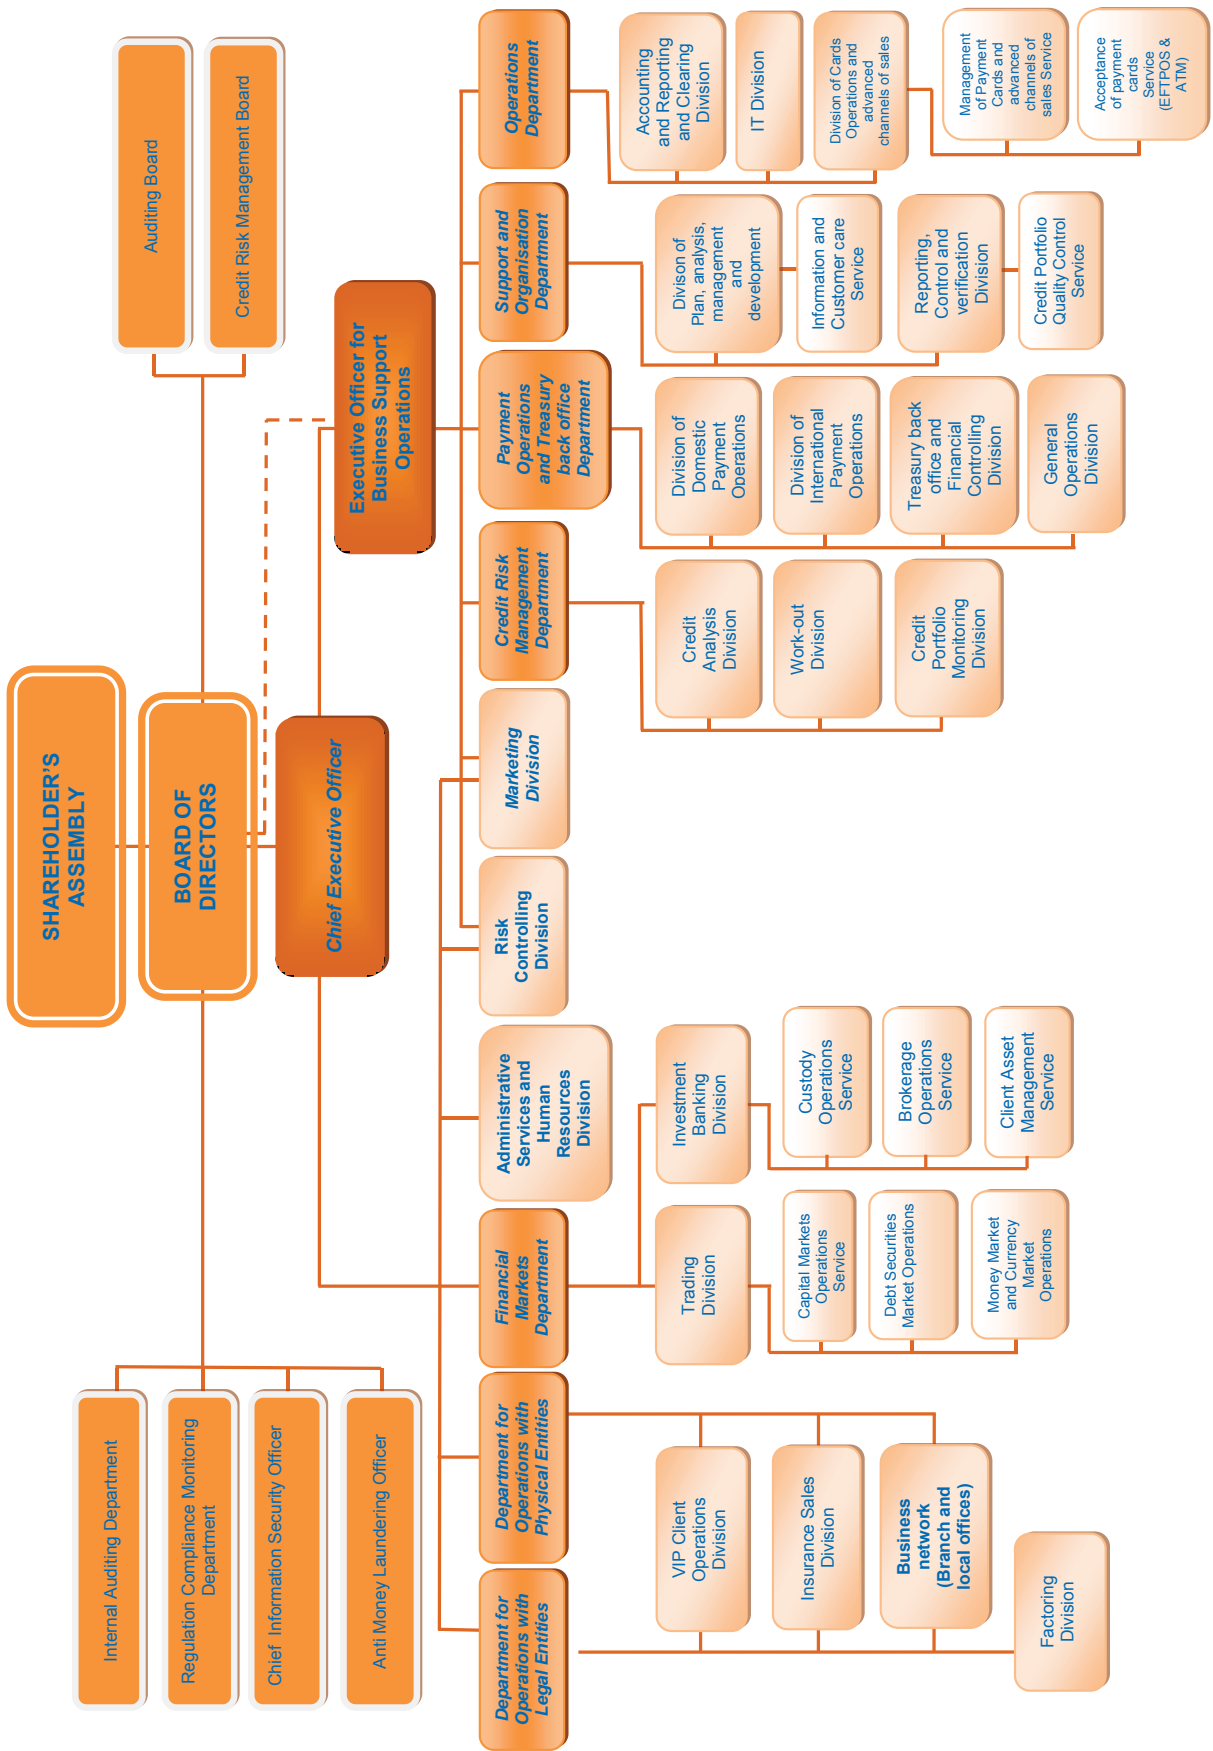 SHAREHOLDER'S
ASSEMBLY
BOARD OF
DIRECTORS
Internal Auditing Department
Regulation Compliance Monitoring
Department
Chief Information Security Officer
Anti Money Laundering Officer
Auditing Board
Credit Risk Management Board
Chief Executive Officer
Executive Officer for
Business Support
Operations
Department for
Operations with
Legal Entities
Department for
Operations with
Physical Entities
Financial
Markets
Department
Administrative
Services and
Human
Resources
Division
Risk
Controlling
Division
Marketing
Division
Credit Risk
Management
Department
Payment
Operations
and Treasury
back office
Department
Support and
Organisation
Department
Operations
Department
VIP Client
Operations
Division
Insurance Sales
Division
Business
network
(Branch and
local offices)
Factoring
Division
Trading
Division
Capital Markets
Operations
Service
Debt Securities
Market Operations
Money Market
and Currency
Market
Operations
Investment
Banking
Division
Custody
Operations
Service
Brokerage
Operations
Service
Client Asset
Management
Service
Credit
Analysis
Division
Work-out
Division
Credit
Portfolio
Monitoring
Division
Division of
Domestic
Payment
Operations
Division of
International
Payment
Operations
Treasury back
office and
Financial
Controlling
Division
General
Operations
Division
Divison of
Plan, analysis,
management
and
development
Information and
Customer care
Service
Reporting,
Control and
verification
Division
Credit Portfolio
Quality Control
Service
Accounting
and Reporting
and Clearing
Division
IT Division
Division of Cards
Operations and
advanced
channels of sales
Management
of Payment
Cards and
advanced
channels of
sales Service
Acceptance
of payment
cards
Service
(EFTPOS &
ATM)